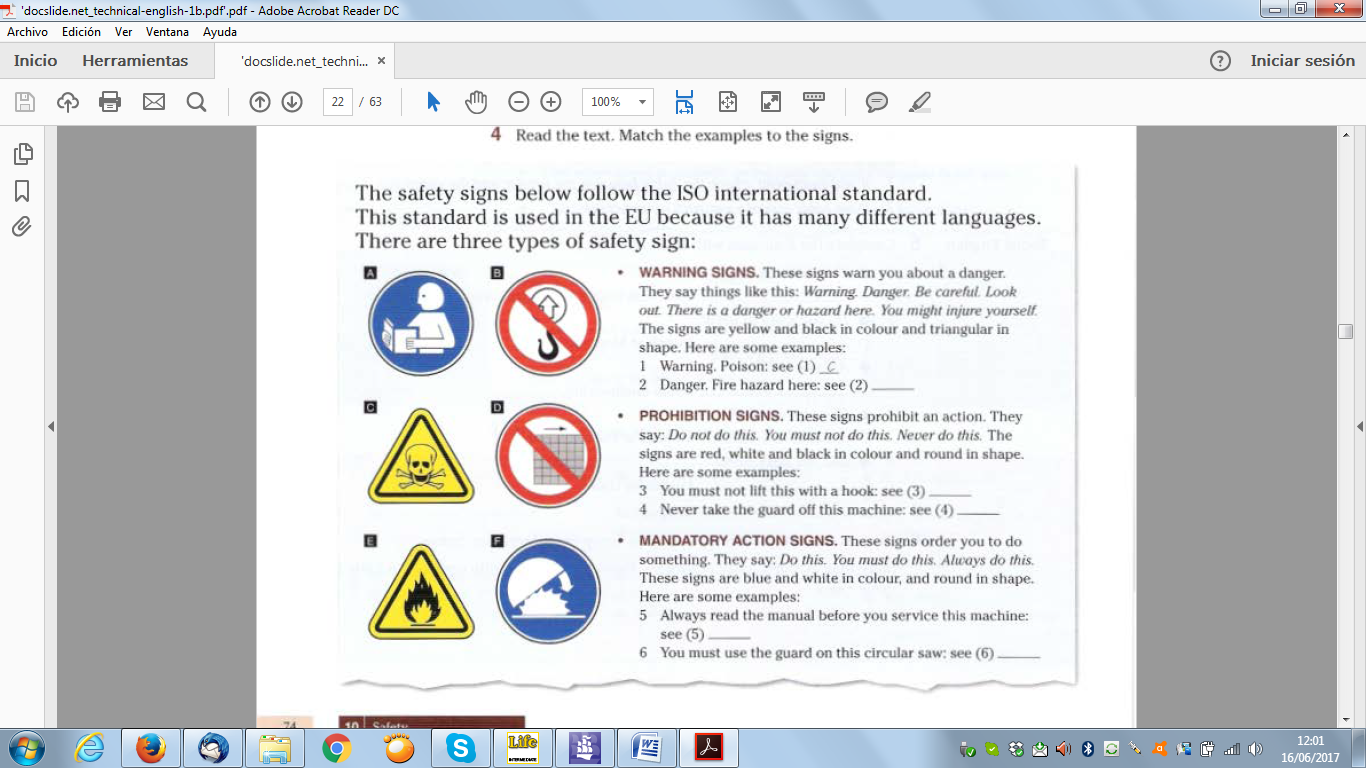 'docslide.net_technical-english-1b.pdf'.pdf - Adobe Acrobat Reader DC
Archivo Edición Ver Ventana Ayuda
Inicio Herramientas 'docslide.net_techni... × ? Iniciar sesión
22 / 63 100%
4 Read the text. Match the examples to the signs.
The safety signs below follow the ISO international standard.
This standard is used in the EU because it has many different languages.
There are three types of safety sign:
A B
C D
E F
• WARNING SIGNS. These signs warn you about a danger.
They say things like this: Warning. Danger. Be careful. Look
out. There is a danger or hazard here. You might injure yourself.
The signs are yellow and black in colour and triangular in
shape. Here are some examples:
1 Warning. Poison: see (1) C
2 Danger. Fire hazard here: see (2) ______
• PROHIBITION SIGNS. These signs prohibit an action. They
say: Do not do this. You must not do this. Never do this. The
signs are red, white and black in colour and round in shape.
Here are some examples:
3 You must not lift this with a hook: see (3) ______
4 Never take the guard off this machine: see (4) ______
• MANDATORY ACTION SIGNS. These signs order you to do
something. They say: Do this. You must do this. Always do this.
These signs are blue and white in colour, and round in shape.
Here are some examples:
5 Always read the manual before you service this machine:
see (5) ______
6 You must use the guard on this circular saw: see (6) ______
74 10 Safety
Life
INTERMEDIATE
12:01
16/06/2017